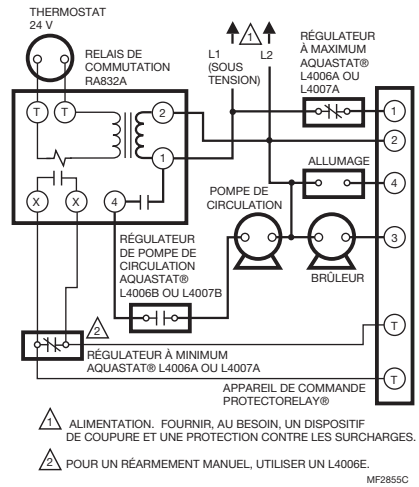 THERMOSTAT
24 V
RELAIS DE
COMMUTATION
RA832A
1
L1
(SOUS
TENSION)
L2
RÉGULATEUR
À MAXIMUM
AQUASTAT®
L4006A OU
L4007A
T
T
2
1
X
X
4
1
2
ALLUMAGE
4
POMPE DE
CIRCULATION
3
BRÛLEUR
RÉGULATEUR
DE POMPE DE
CIRCULATION
AQUASTAT®
L4006B OU L4007B
2
T
RÉGULATEUR À MINIMUM
AQUASTAT® L4006A OU L4007A
T
APPAREIL DE COMMANDE
PROTECTORELAY®
1 ALIMENTATION. FOURNIR, AU BESOIN, UN DISPOSITIF
DE COUPURE ET UNE PROTECTION CONTRE LES SURCHARGES.
2 POUR UN RÉARMEMENT MANUEL, UTILISER UN L4006E.
MF2855C